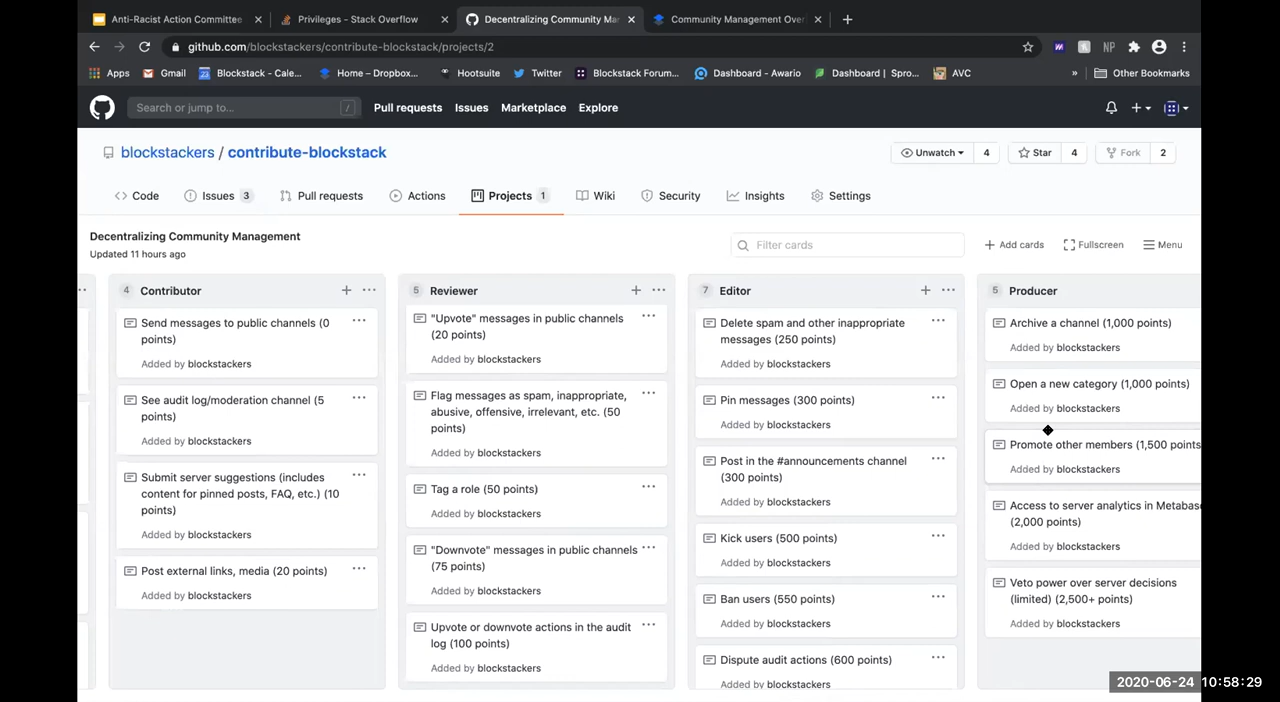 Anti-Racist Action Committee
Privileges - Stack Overflow
Decentralizing Community Ma
Community Management Over
github.com/blockstackers/contribute-blockstack/projects/2
NP
Apps
Gmail
Blockstack - Cale...
Home - Dropbox...
Hootsuite
Twitter
Blockstack Forum...
Dashboard - Awario
Dashboard | Spro...
AVC
»
Other Bookmarks
Search or jump to...
/
Pull requests
Issues
Marketplace
Explore
blockstackers / contribute-blockstack
Unwatch
4
Star
4
Fork
2
Code
Issues 3
Pull requests
Actions
Projects 1
Wiki
Security
Insights
Settings
Decentralizing Community Management
Updated 11 hours ago
Filter cards
Add cards
Fullscreen
Menu
4 Contributor
Send messages to public channels (0
points)
Added by blockstackers
See audit log/moderation channel (5
points)
Added by blockstackers
Submit server suggestions (includes
content for pinned posts, FAQ, etc.) (10
points)
Added by blockstackers
Post external links, media (20 points)
Added by blockstackers
5 Reviewer
"Upvote" messages in public channels
(20 points)
Added by blockstackers
Flag messages as spam, inappropriate,
abusive, offensive, irrelevant, etc. (50
points)
Added by blockstackers
Tag a role (50 points)
Added by blockstackers
"Downvote" messages in public channels
(75 points)
Added by blockstackers
Upvote or downvote actions in the audit
log (100 points)
Added by blockstackers
7 Editor
Delete spam and other inappropriate
messages (250 points)
Added by blockstackers
Pin messages (300 points)
Added by blockstackers
Post in the #announcements channel
(300 points)
Added by blockstackers
Kick users (500 points)
Added by blockstackers
Ban users (550 points)
Added by blockstackers
Dispute audit actions (600 points)
Added by blockstackers
5 Producer
Archive a channel (1,000 points)
Added by blockstackers
Open a new category (1,000 points)
Added by blockstackers
Promote other members (1,500 points
Added by blockstackers
Access to server analytics in Metabase
(2,000 points)
Added by blockstackers
Veto power over server decisions
(limited) (2,500+ points)
Added by blockstackers
2020-06-24 10:58:29